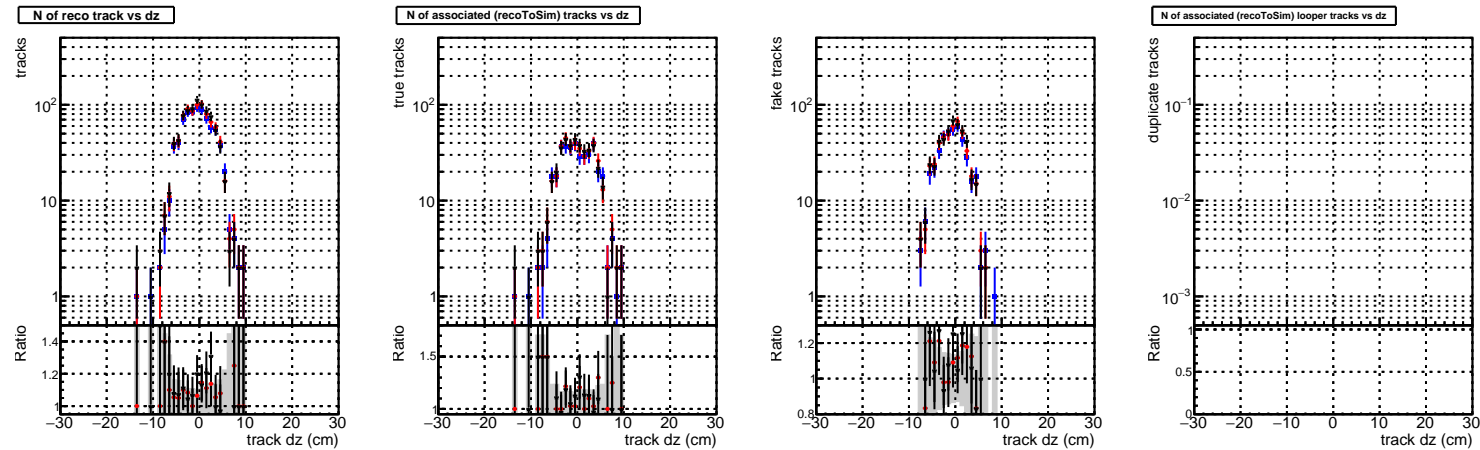 N of reco track vs dz
tracks
10²
10
1
Ratio
1.4
1.2
1
−30 −20 −10 0 10 20 30
track dz (cm)
N of associated (recoToSim) tracks vs dz
true tracks
10²
10
1
Ratio
1.5
1
−30 −20 −10 0 10 20 30
track dz (cm)
fake tracks
10²
10
1
Ratio
1.2
1
0.8
−30 −20 −10 0 10 20 30
track dz (cm)
N of associated (recoToSim) looper tracks vs dz
duplicate tracks
10⁻¹
10⁻²
10⁻³
Ratio
1
0.5
0
−30 −20 −10 0 10 20 30
track dz (cm)